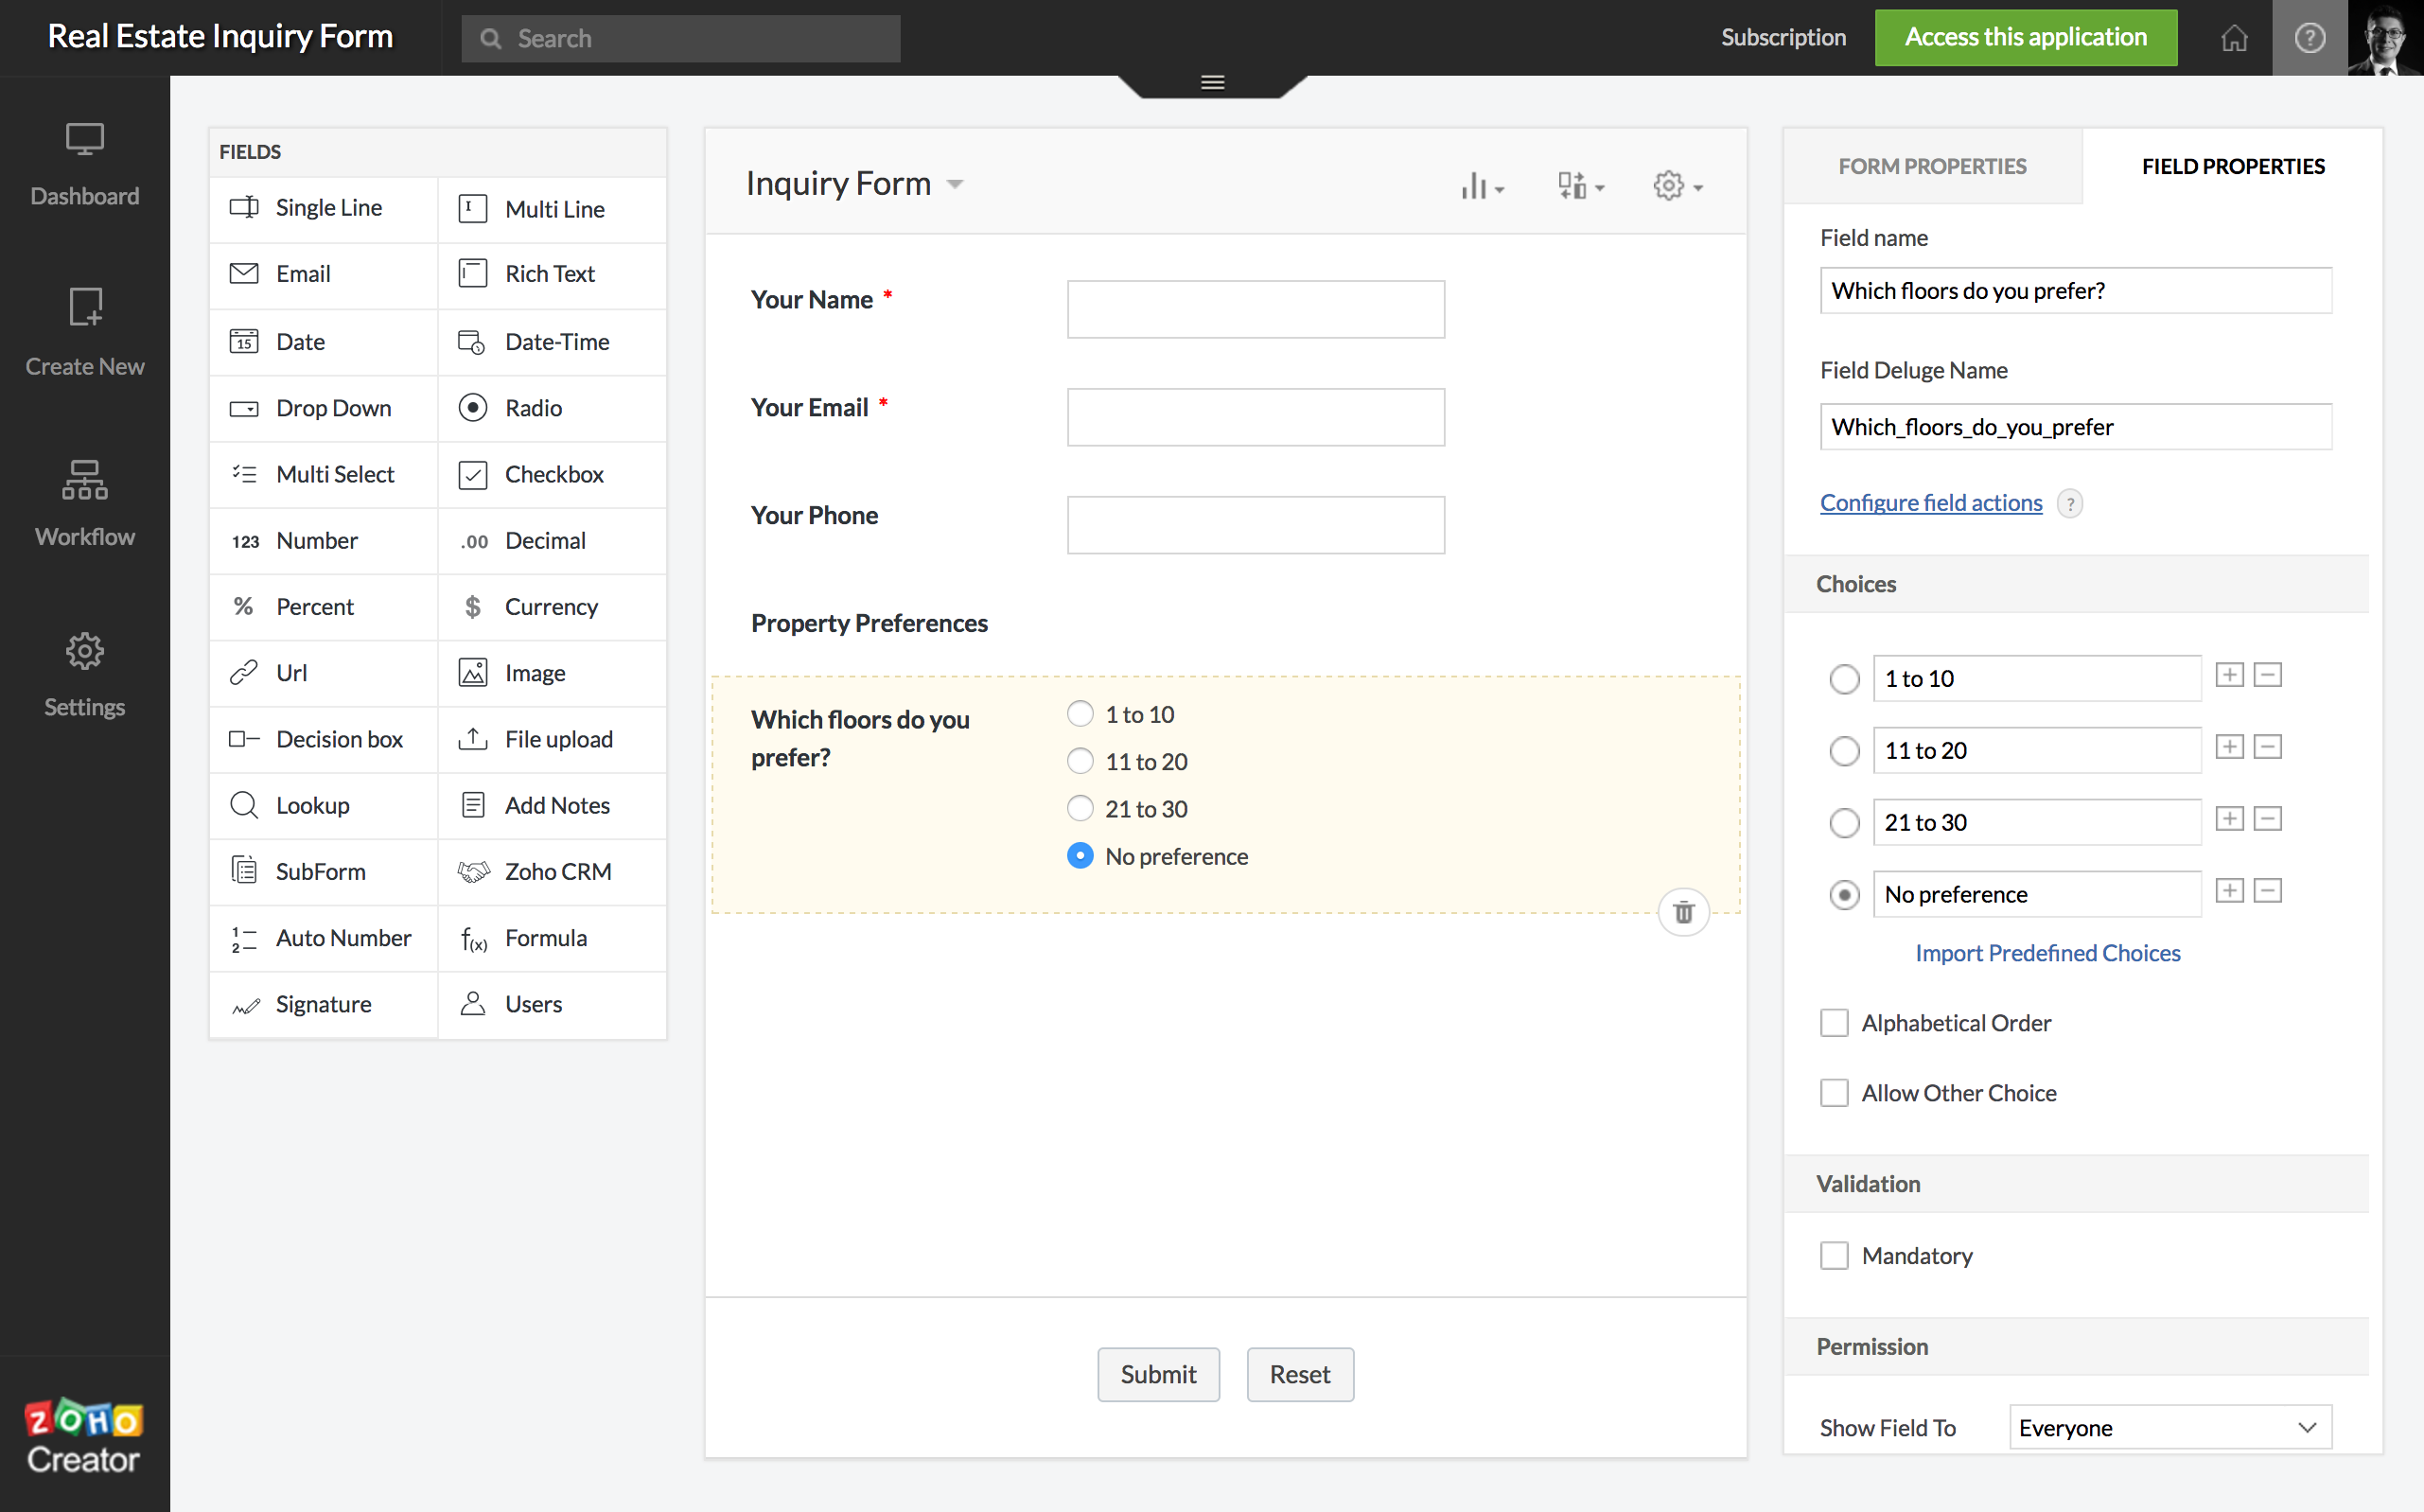 Real Estate Inquiry Form
Search
Subscription
Access this application
?
Dashboard
Create New
Workflow
Settings
ZOHO
Creator
FIELDS
Single Line
I
Multi Line
Email
Rich Text
15
Date
Date-Time
Drop Down
Radio
Multi Select
Checkbox
123
Number
.00
Decimal
%
Percent
$
Currency
Url
Image
Decision box
File upload
Lookup
Add Notes
SubForm
Zoho CRM
1
2
Auto Number
f(x)
Formula
Signature
Users
Inquiry Form
Your Name *
Your Email *
Your Phone
Property Preferences
Which floors do you
prefer?
1 to 10
11 to 20
21 to 30
No preference
Submit
Reset
FORM PROPERTIES
FIELD PROPERTIES
Field name
Which floors do you prefer?
Field Deluge Name
Which_floors_do_you_prefer
Configure field actions
?
Choices
1 to 10
11 to 20
21 to 30
No preference
Import Predefined Choices
Alphabetical Order
Allow Other Choice
Validation
Mandatory
Permission
Show Field To
Everyone